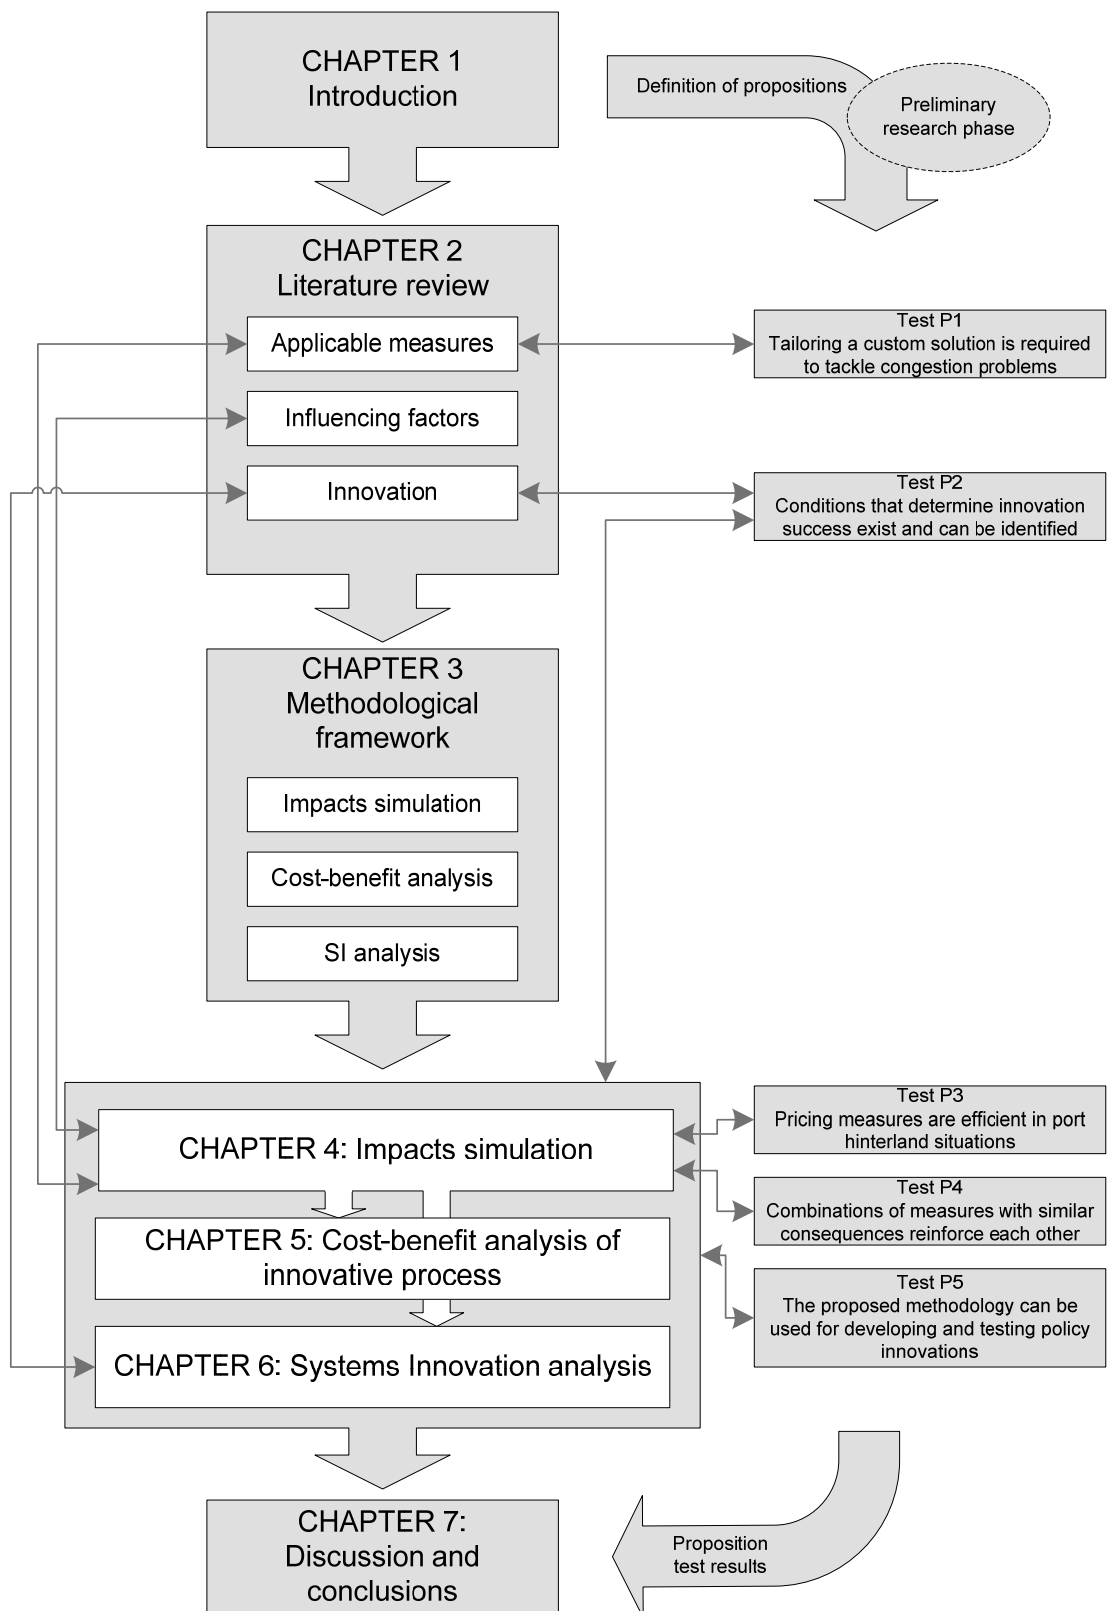 CHAPTER 1
Introduction
Definition of propositions
Preliminary
research phase
CHAPTER 2
Literature review
Applicable measures
Influencing factors
Innovation
Test P1
Tailoring a custom solution is required
to tackle congestion problems
Test P2
Conditions that determine innovation
success exist and can be identified
CHAPTER 3
Methodological
framework
Impacts simulation
Cost-benefit analysis
SI analysis
CHAPTER 4: Impacts simulation
CHAPTER 5: Cost-benefit analysis of
innovative process
CHAPTER 6: Systems Innovation analysis
Test P3
Pricing measures are efficient in port
hinterland situations
Test P4
Combinations of measures with similar
consequences reinforce each other
Test P5
The proposed methodology can be
used for developing and testing policy
innovations
CHAPTER 7:
Discussion and
conclusions
Proposition
test results